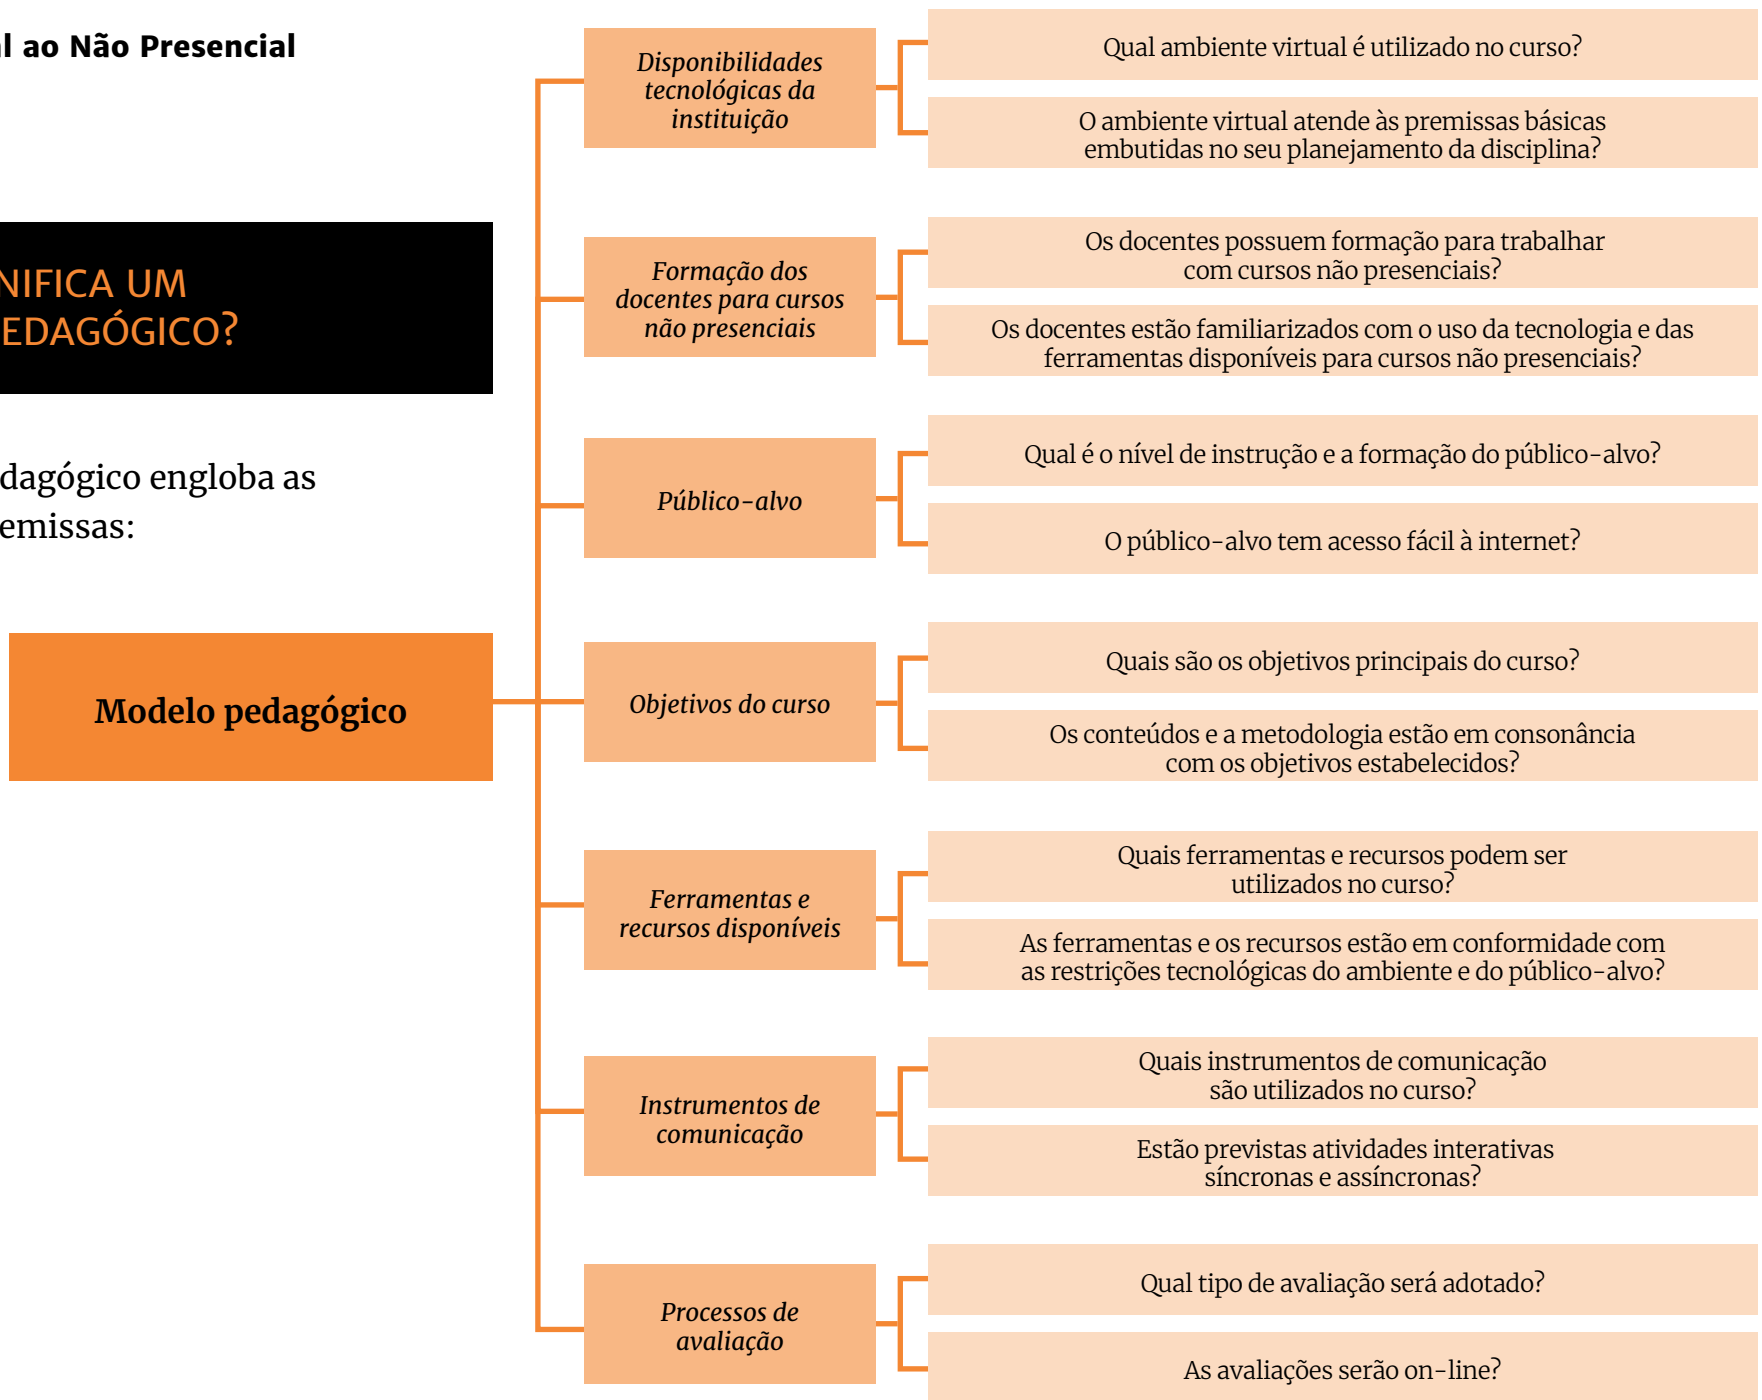 l ao Não Presencial
NIFICA UM
EDAGÓGICO?
dagógico engloba as
emissas:
Modelo pedagógico
Disponibilidades
tecnológicas da
instituição
Qual ambiente virtual é utilizado no curso?
O ambiente virtual atende às premissas básicas
embutidas no seu planejamento da disciplina?
Formação dos
docentes para cursos
não presenciais
Os docentes possuem formação para trabalhar
com cursos não presenciais?
Os docentes estão familiarizados com o uso da tecnologia e das
ferramentas disponíveis para cursos não presenciais?
Público-alvo
Qual é o nível de instrução e a formação do público-alvo?
O público-alvo tem acesso fácil à internet?
Objetivos do curso
Quais são os objetivos principais do curso?
Os conteúdos e a metodologia estão em consonância
com os objetivos estabelecidos?
Ferramentas e
recursos disponíveis
Quais ferramentas e recursos podem ser
utilizados no curso?
As ferramentas e os recursos estão em conformidade com
as restrições tecnológicas do ambiente e do público-alvo?
Instrumentos de
comunicação
Quais instrumentos de comunicação
são utilizados no curso?
Estão previstas atividades interativas
síncronas e assíncronas?
Processos de
avaliação
Qual tipo de avaliação será adotado?
As avaliações serão on-line?